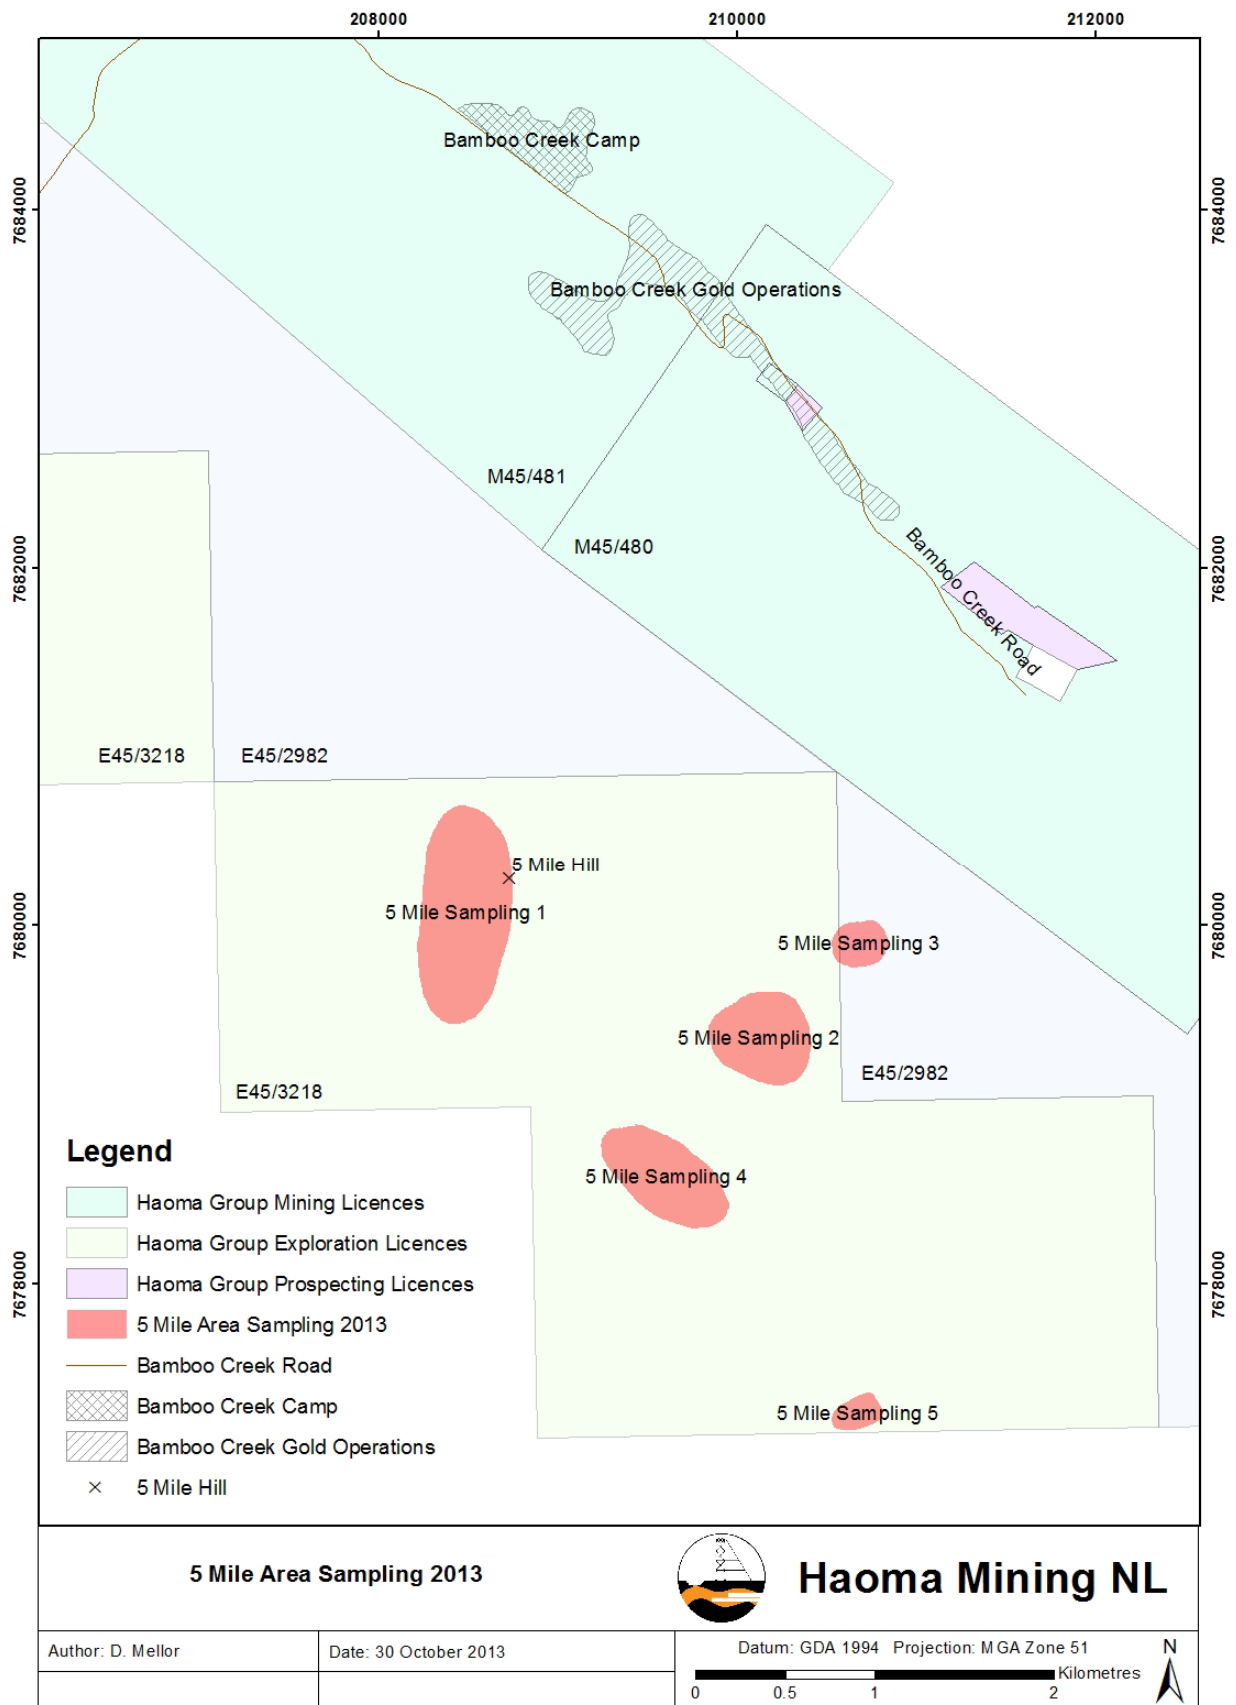 208000
210000
212000
Bamboo Creek Camp
7684000
7684000
Bamboo Creek Gold Operations
M45/481
M45/480
Bamboo Creek Road
7682000
7682000
E45/3218
E45/2982
5 Mile Hill
5 Mile Sampling 1
7680000
7680000
5 Mile Sampling 3
5 Mile Sampling 2
E45/2982
E45/3218
5 Mile Sampling 4
7678000
7678000
5 Mile Sampling 5
Legend
Haoma Group Mining Licences
Haoma Group Exploration Licences
Haoma Group Prospecting Licences
5 Mile Area Sampling 2013
Bamboo Creek Road
Bamboo Creek Camp
Bamboo Creek Gold Operations
5 Mile Hill
5 Mile Area Sampling 2013
Haoma Mining NL
Author: D. Mellor
Date: 30 October 2013
Datum: GDA 1994 Projection: MGA Zone 51
N
Kilometres
0 0.5 1 2